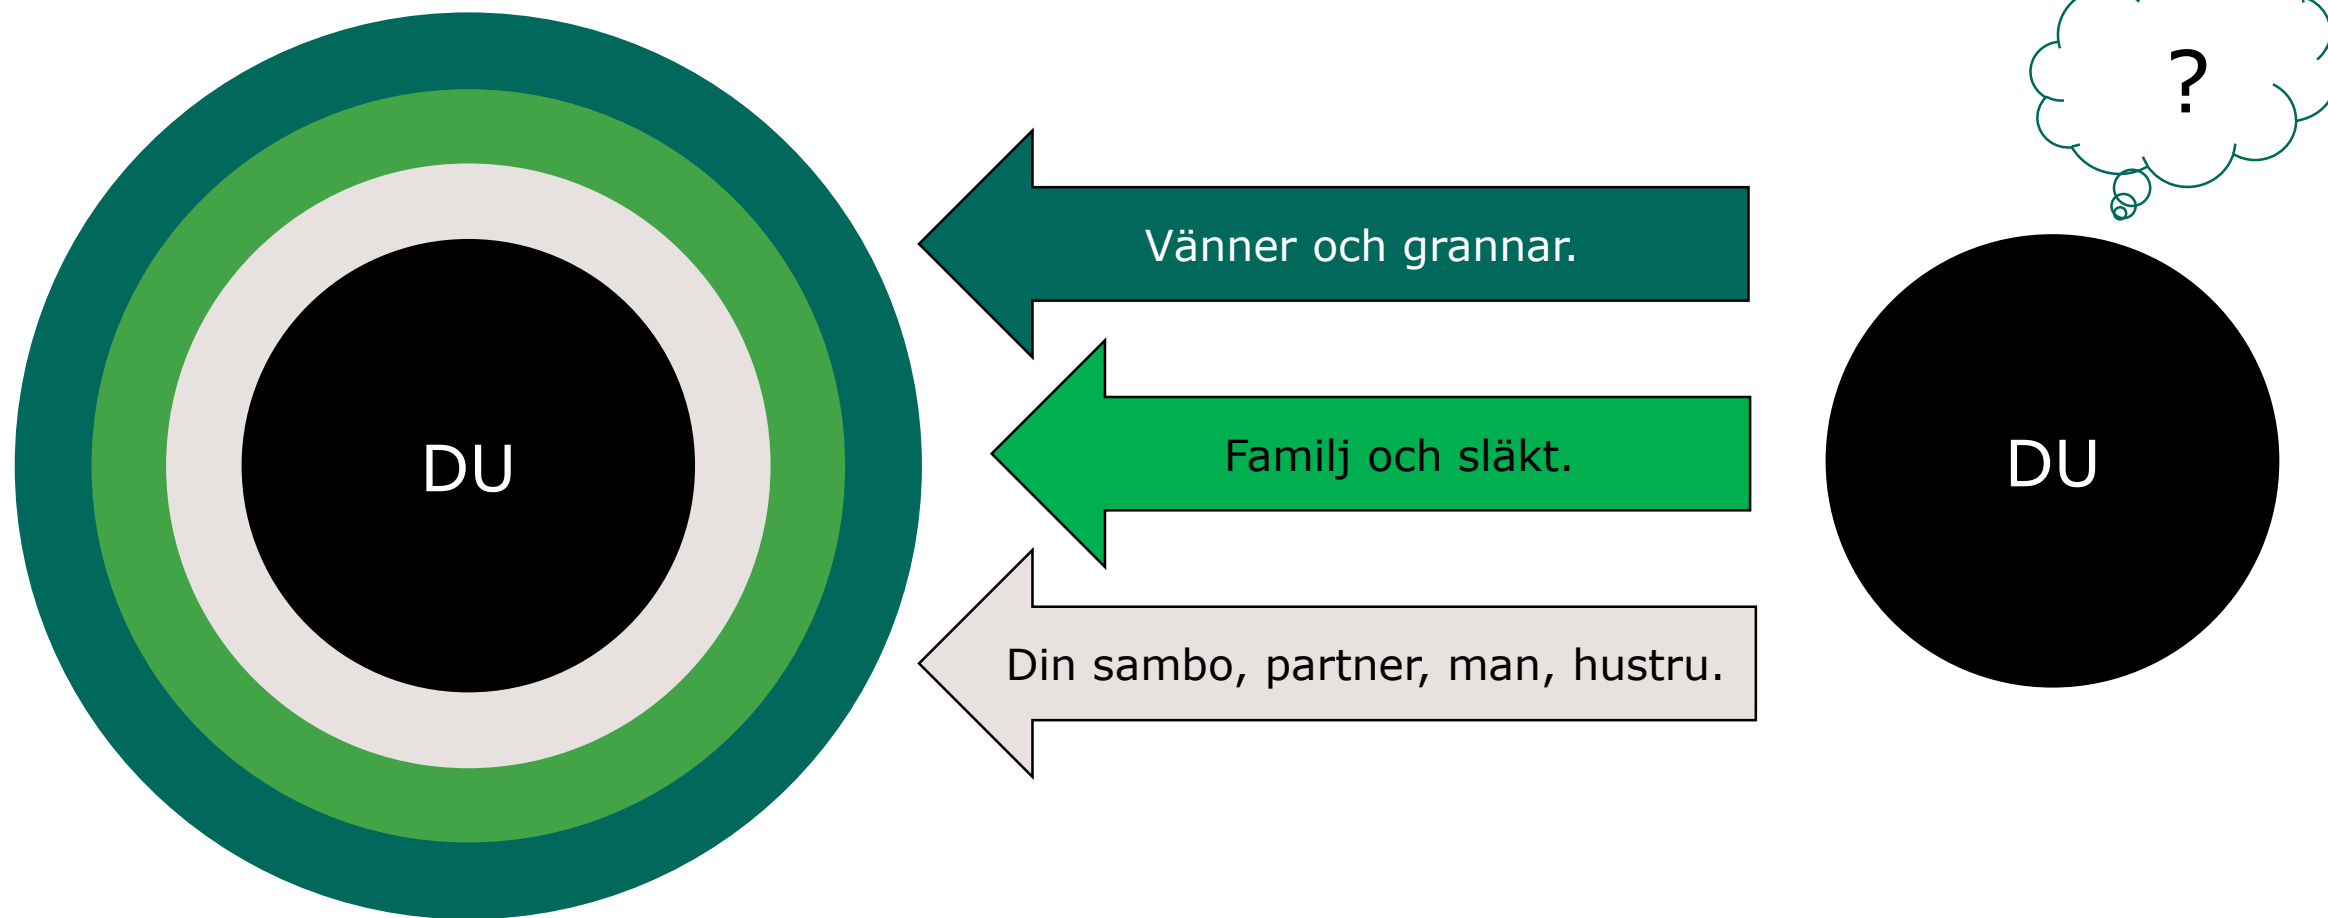 ?
Vänner och grannar.
DU
Familj och släkt.
DU
Din sambo, partner, man, hustru.